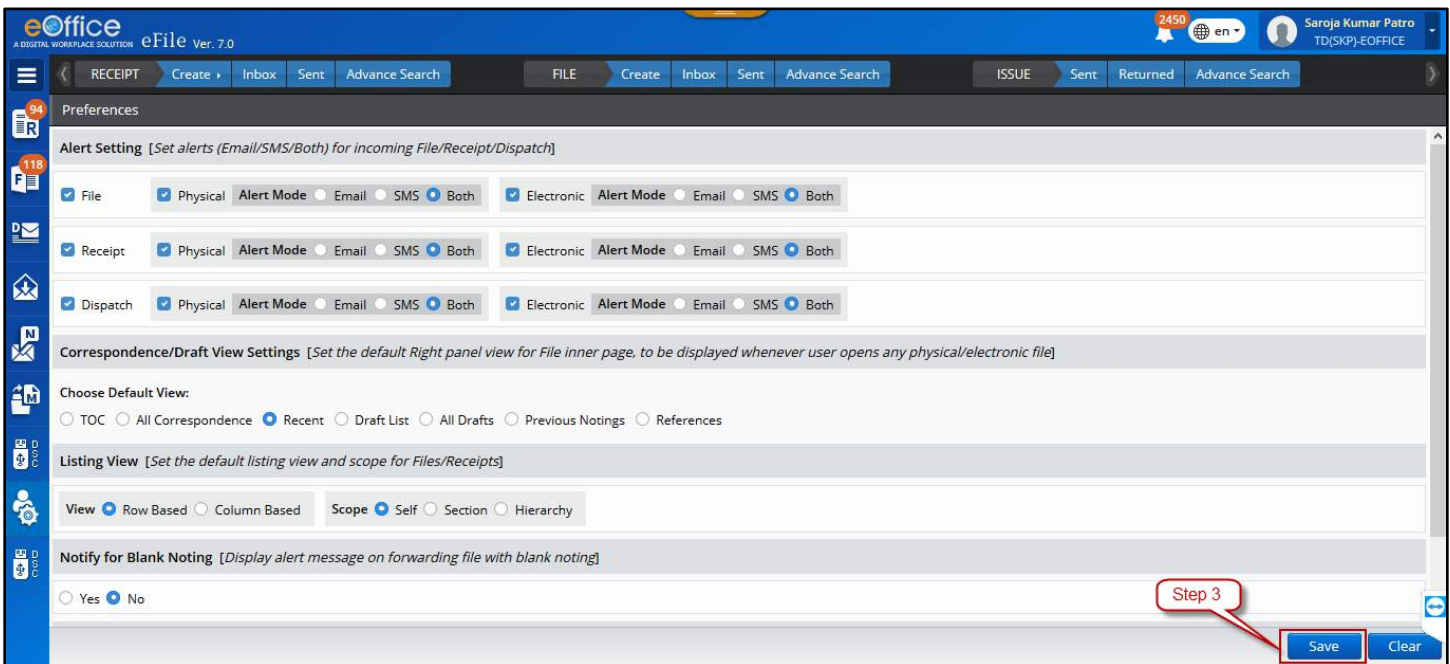 eOffice
A DIGITAL WORKPLACE SOLUTION eFile Ver. 7.0
2450 en Saroja Kumar Patro
TD(SKP)-EOFFICE
RECEIPT Create Inbox Sent Advance Search FILE Create Inbox Sent Advance Search ISSUE Sent Returned Advance Search
94 R
Preferences
Alert Setting [Set alerts (Email/SMS/Both) for incoming File/Receipt/Dispatch]
118 F
File Physical Alert Mode Email SMS Both Electronic Alert Mode Email SMS Both
D
Receipt Physical Alert Mode Email SMS Both Electronic Alert Mode Email SMS Both
Dispatch Physical Alert Mode Email SMS Both Electronic Alert Mode Email SMS Both
N
Correspondence/Draft View Settings [Set the default Right panel view for File inner page, to be displayed whenever user opens any physical/electronic file]
M
Choose Default View:
TOC All Correspondence Recent Draft List All Drafts Previous Notings References
DSC
Listing View [Set the default listing view and scope for Files/Receipts]
View Row Based Column Based Scope Self Section Hierarchy
DSC
Notify for Blank Noting [Display alert message on forwarding file with blank noting]
Yes No
Step 3
Save Clear